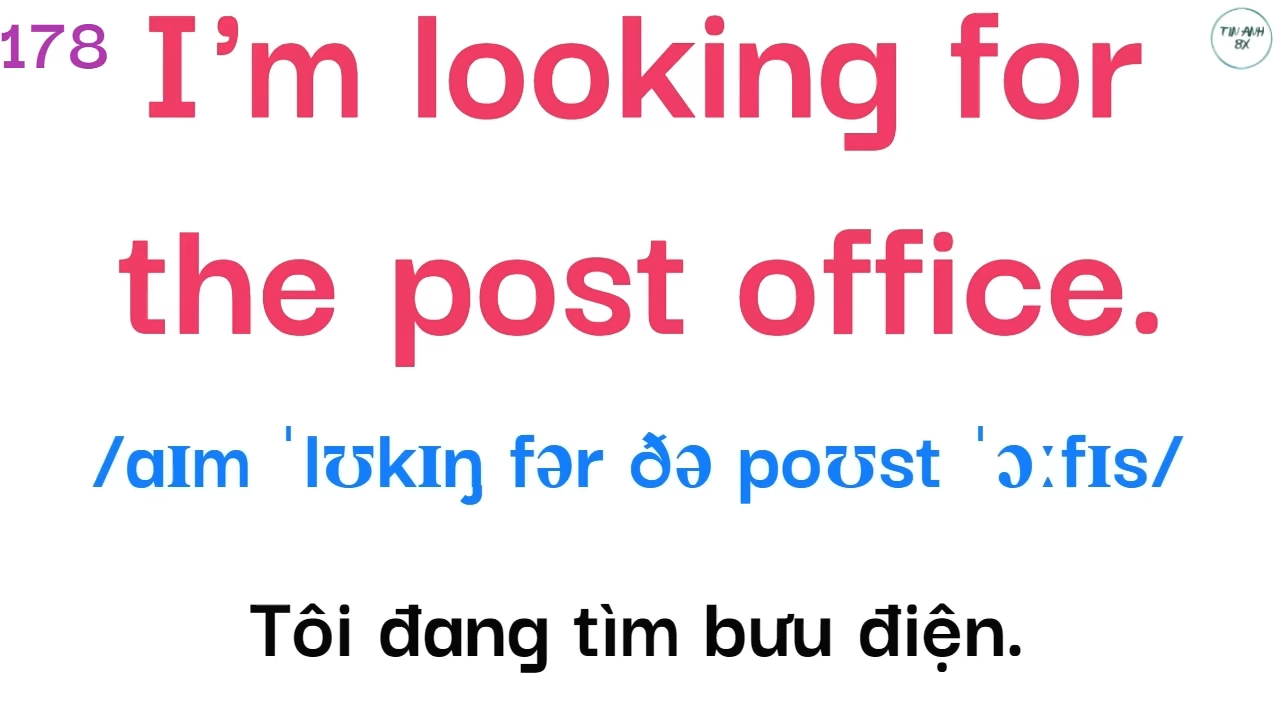 178
I’m looking for
the post office.
/aɪm ˈlʊkɪŋ fər ðə poʊst ˈɔːfɪs/
Tôi đang tìm bưu điện.
TIN ANH
8X